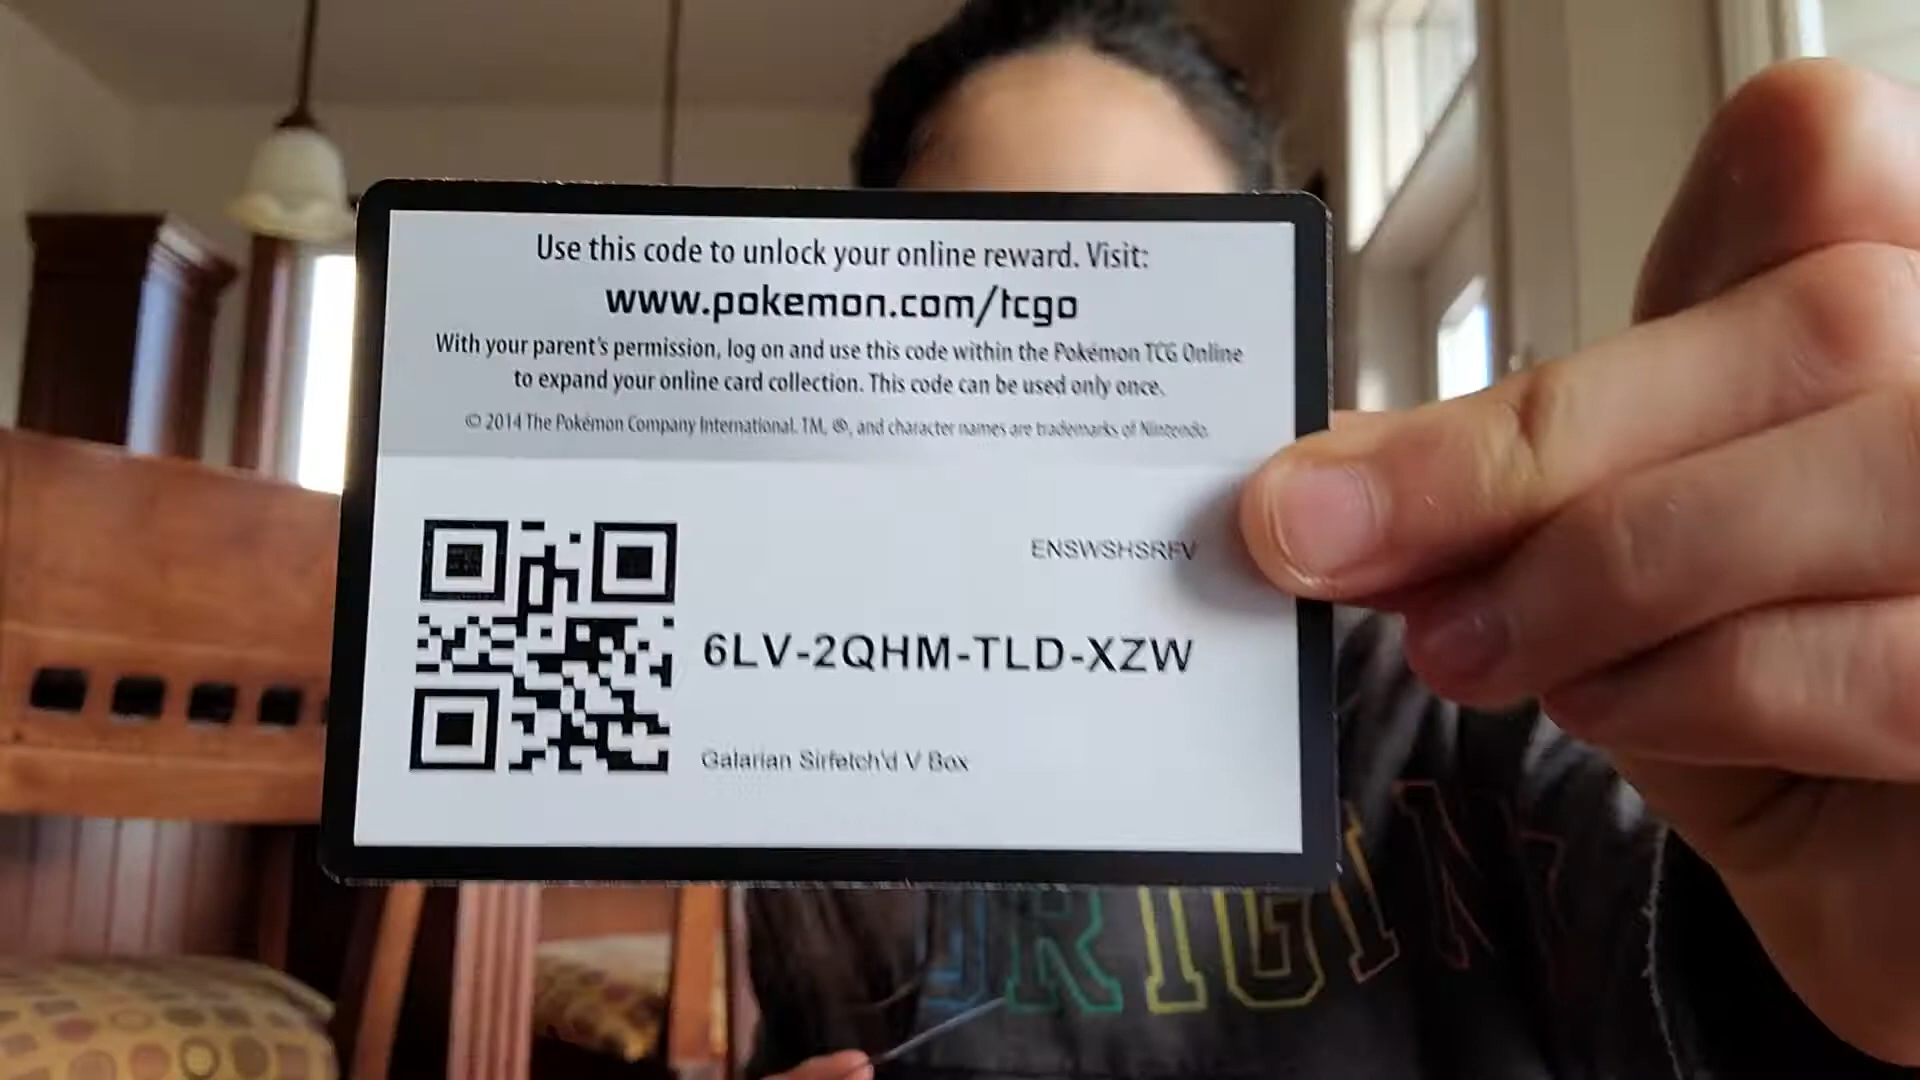 Use this code to unlock your online reward. Visit:
www.pokemon.com/tcgo
With your parent's permission, log on and use this code within the Pokémon TCG Online
to expand your online card collection. This code can be used only once.
© 2014 The Pokémon Company International. TM, ®, and character names are trademarks of Nintendo.
ENSWSHSRFV
6LV-2QHM-TLD-XZW
Galarian Sirfetch'd V Box
ORIGIN